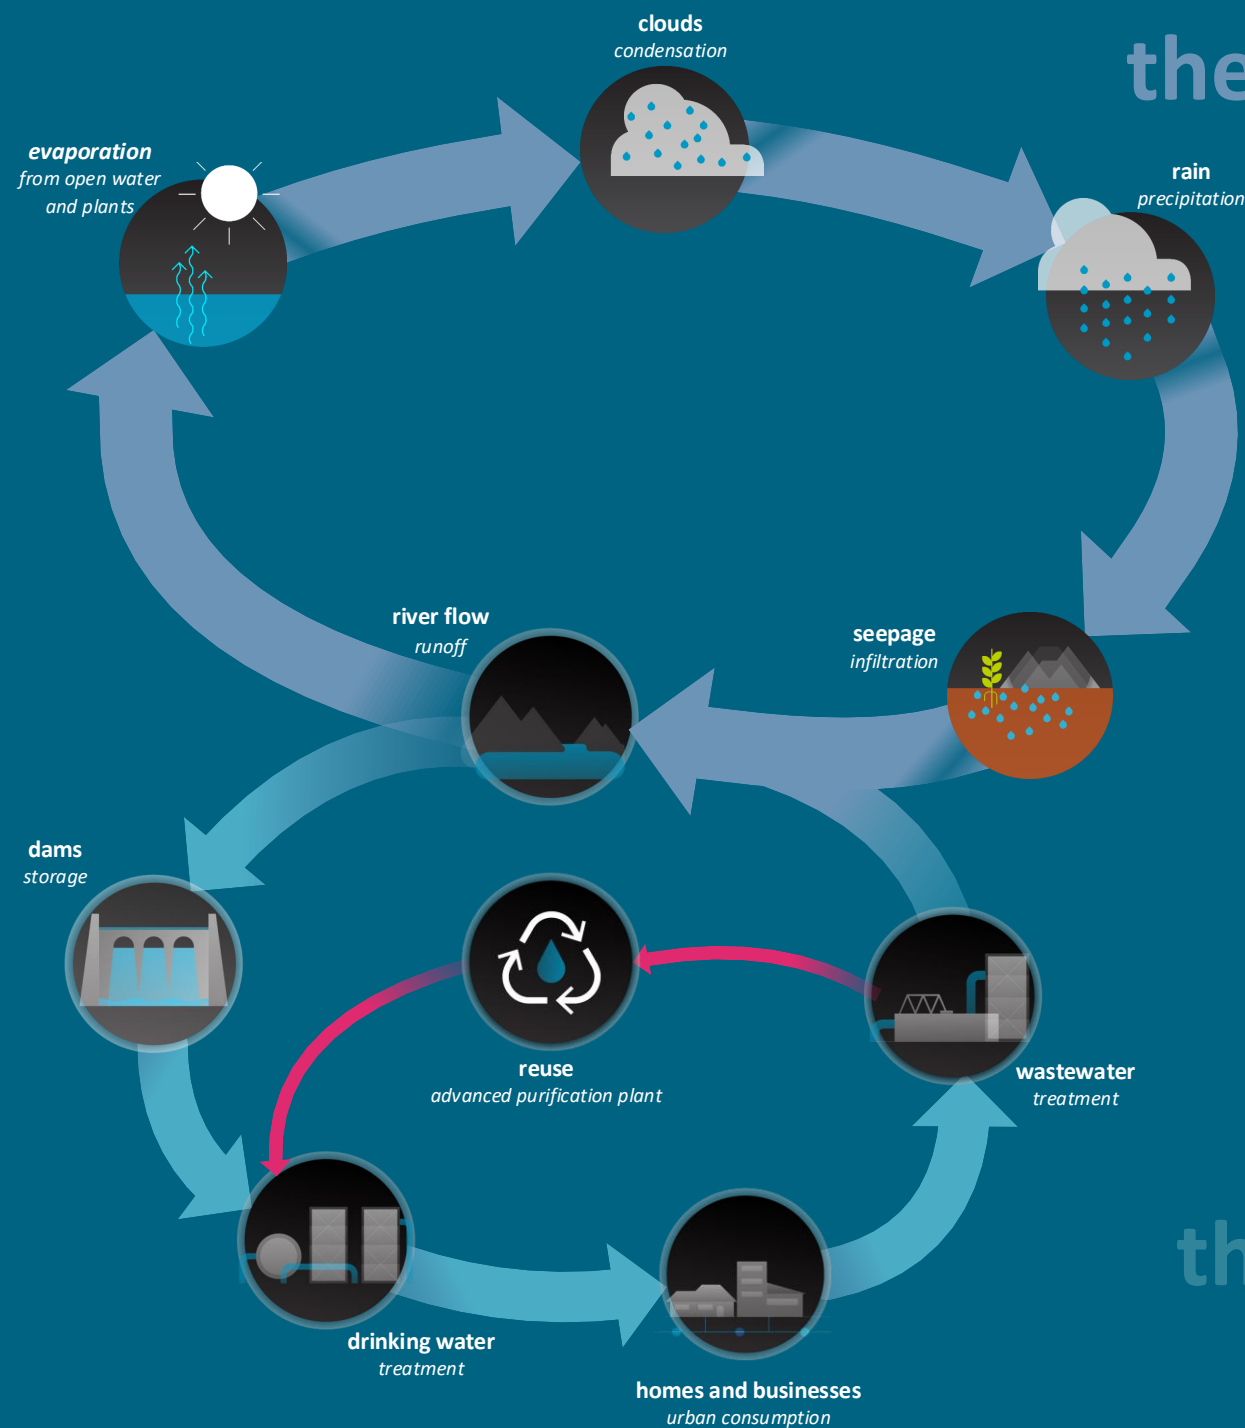 clouds
condensation
the
evaporation
from open water
and plants
rain
precipitation
river flow
runoff
seepage
infiltration
dams
storage
reuse
advanced purification plant
wastewater
treatment
th
drinking water
treatment
homes and businesses
urban consumption